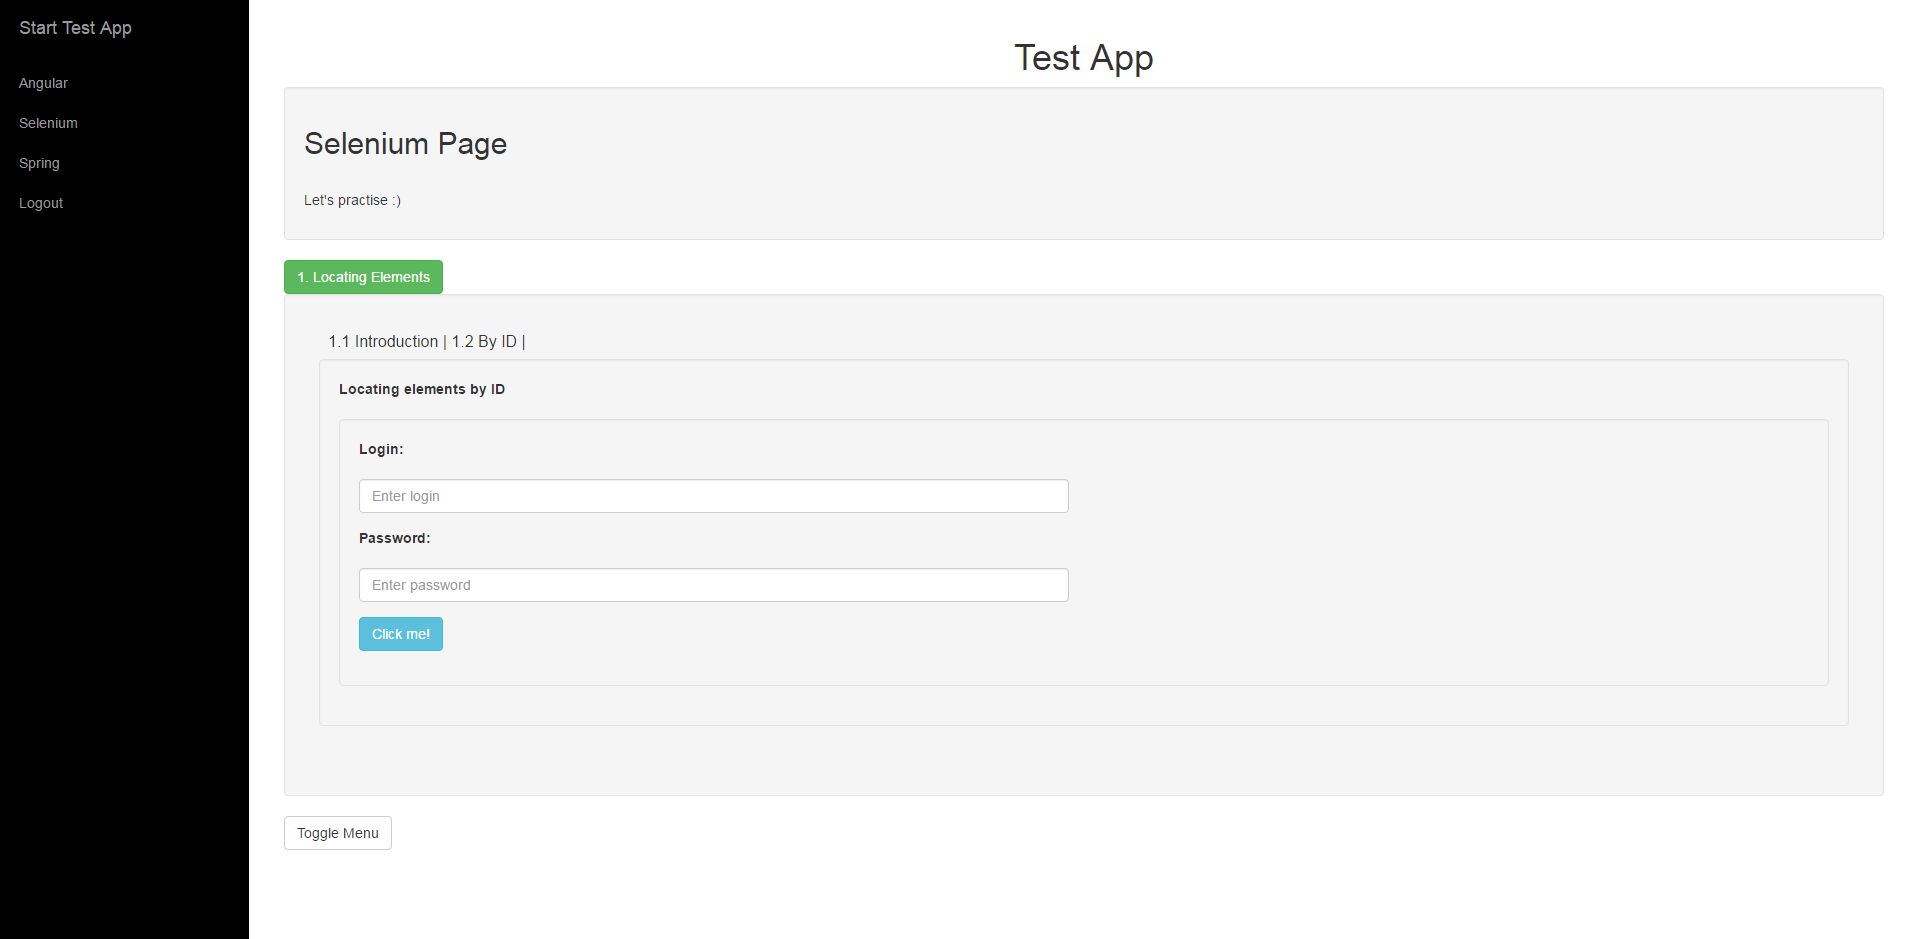 Start Test App
Angular
Selenium
Spring
Logout
Test App
Selenium Page
Let's practise :)
1. Locating Elements
1.1 Introduction | 1.2 By ID |
Locating elements by ID
Login:
Enter login
Password:
Enter password
Click me!
Toggle Menu